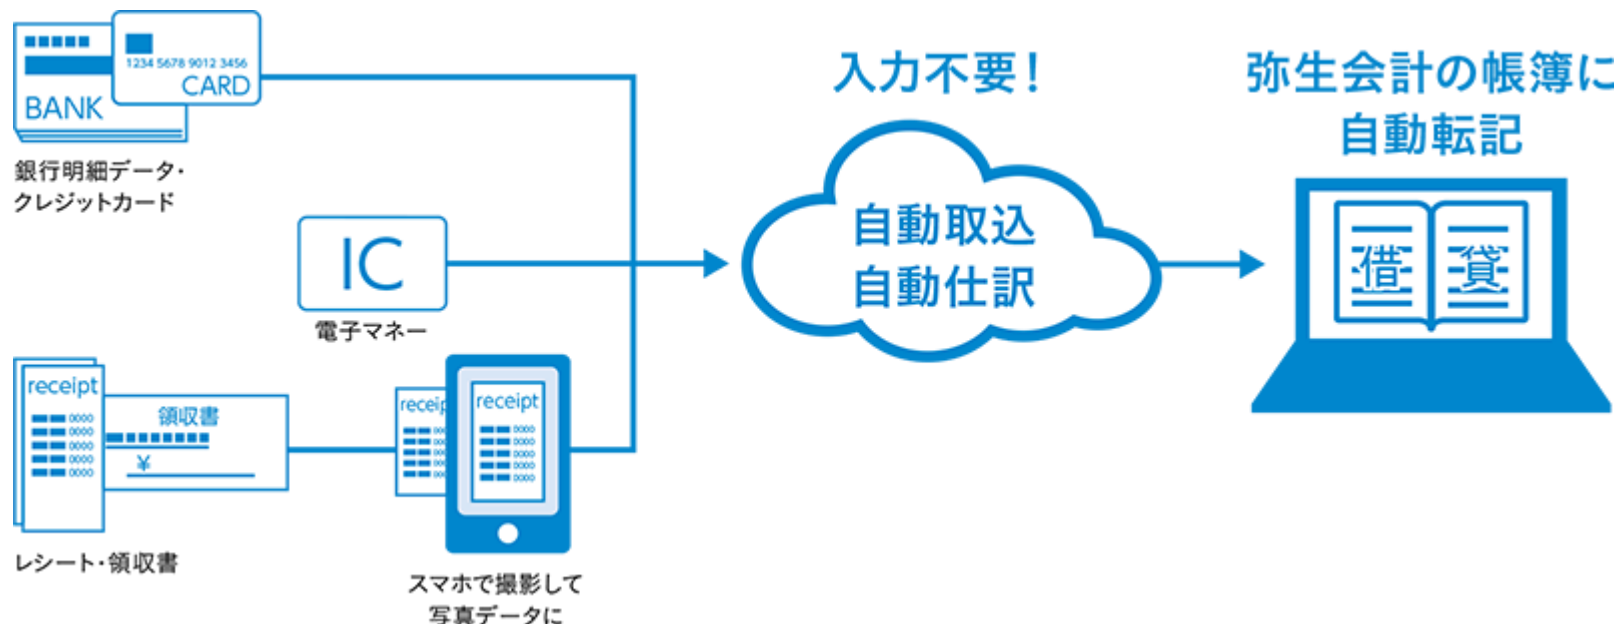 1234 5678 9012 3456
CARD
BANK
銀行明細データ・
クレジットカード
IC
電子マネー
receipt
0000
0000
0000
0000
0000
領収書
¥
レシート・領収書
receip
receipt
0000
0000
0000
0000
0000
スマホで撮影して
写真データに
入力不要！
自動取込
自動仕訳
弥生会計の帳簿に
自動転記
借
貸